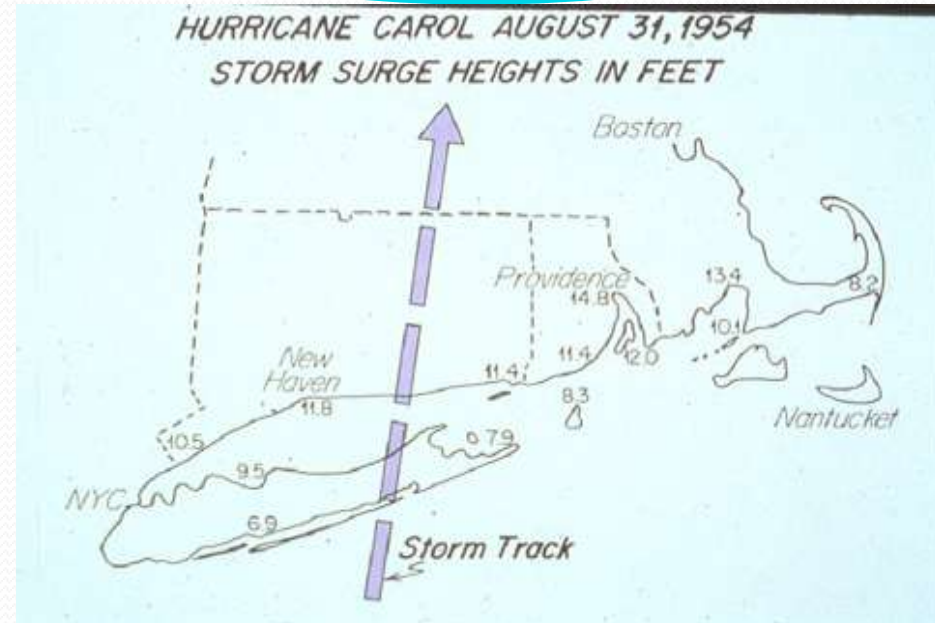 HURRICANE CAROL AUGUST 31, 1954
STORM SURGE HEIGHTS IN FEET
Boston
Providence
14.8
13.4
8.2
10.1
12.0
11.4
11.4
8.3
New
Haven
11.8
Nantucket
10.5
0 7.9
9.5
NYC
6.9
Storm Track